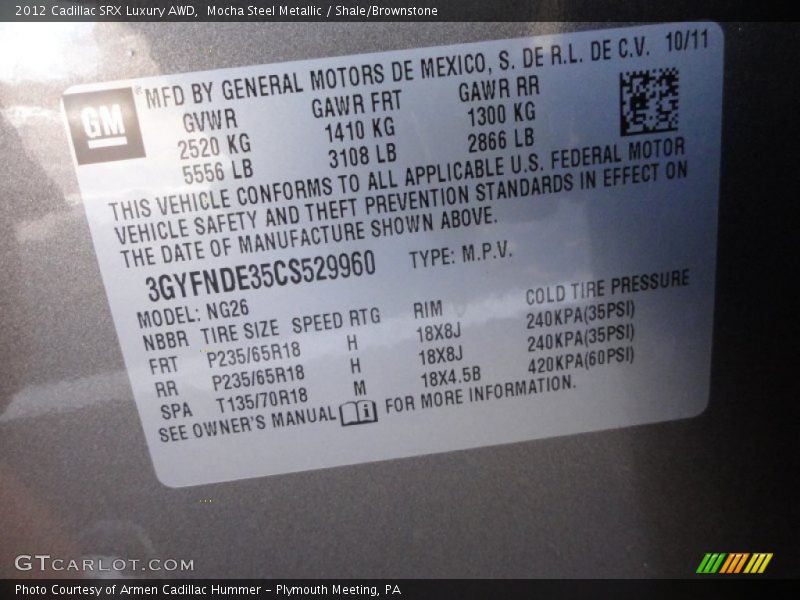 2012 Cadillac SRX Luxury AWD, Mocha Steel Metallic / Shale/Brownstone
GM ® MFD BY GENERAL MOTORS DE MEXICO, S. DE R.L. DE C.V. 10/11
GVWR GAWR FRT GAWR RR
2520 KG 1410 KG 1300 KG
5556 LB 3108 LB 2866 LB
THIS VEHICLE CONFORMS TO ALL APPLICABLE U.S. FEDERAL MOTOR
VEHICLE SAFETY AND THEFT PREVENTION STANDARDS IN EFFECT ON
THE DATE OF MANUFACTURE SHOWN ABOVE.
3GYFNDE35CS529960 TYPE: M.P.V.
MODEL: NG26
NBBR TIRE SIZE SPEED RTG RIM COLD TIRE PRESSURE
FRT P235/65R18 H 18X8J 240KPA(35PSI)
RR P235/65R18 H 18X8J 240KPA(35PSI)
SPA T135/70R18 M 18X4.5B 420KPA(60PSI)
SEE OWNER'S MANUAL i FOR MORE INFORMATION.
GTCARLOT.COM
Photo Courtesy of Armen Cadillac Hummer - Plymouth Meeting, PA